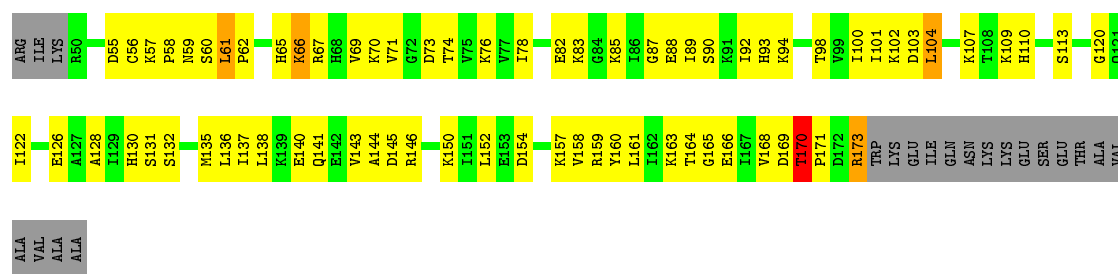 ARG ILE LYS R50 D55 C56 K57 P58 N59 S60 L61 P62 H65 K66 R67 H68 V69 K70 V71 G72 D73 T74 V75 K76 V77 I78 E82 K83 G84 K85 I86 G87 E88 I89 S90 K91 I92 H93 K94 T98 V99 I100 I101 K102 D103 L104 K107 T108 K109 H110 S113 G120
I122 E126 A127 A128 I129 H130 S131 S132 M135 L136 I137 L138 K139 E140 Q141 E142 V143 A144 D145 R146 K150 I151 L152 E153 D154 K157 V158 R159 Y160 L161 I162 K163 T164 G165 E166 I167 V168 D169 T170 P171 D172 R173 TRP LYS GLU ILE GLN ASN LYS LYS GLU SER GLU THR ALA VAL
ALA VAL ALA ALA